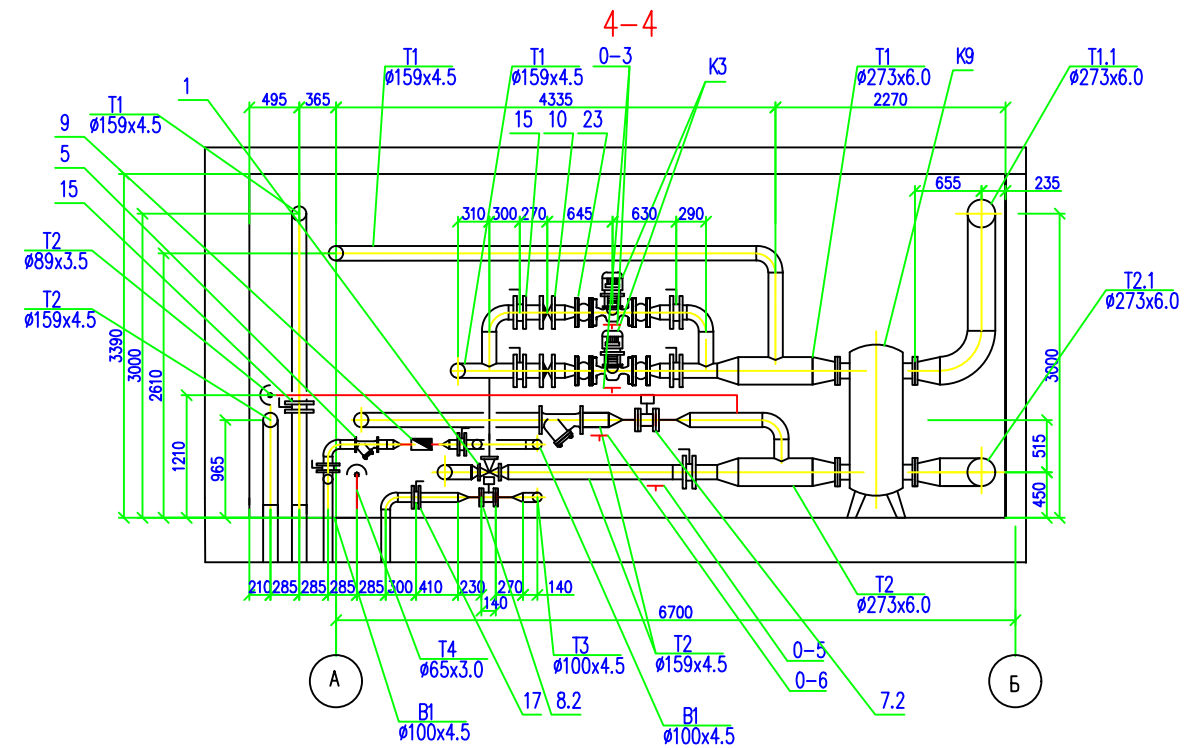 4-4
T1
ø159x4.5
T1
ø159x4.5
0-3
K3
T1
ø273x6.0
K9
T1.1
ø273x6.0
1
T1
ø159x4.5
495
365
4335
2270
9
5
15
15
10
23
655
235
310
300
270
645
630
290
T2
ø89x3.5
T2
ø159x4.5
T2.1
ø273x6.0
3390
3000
2610
1210
965
3000
515
450
210
285
285
285
285
300
410
230
140
270
140
6700
T2
ø273x6.0
А
Б
T4
ø65x3.0
T3
ø100x4.5
T2
ø159x4.5
0-5
0-6
17
8.2
7.2
B1
ø100x4.5
B1
ø100x4.5